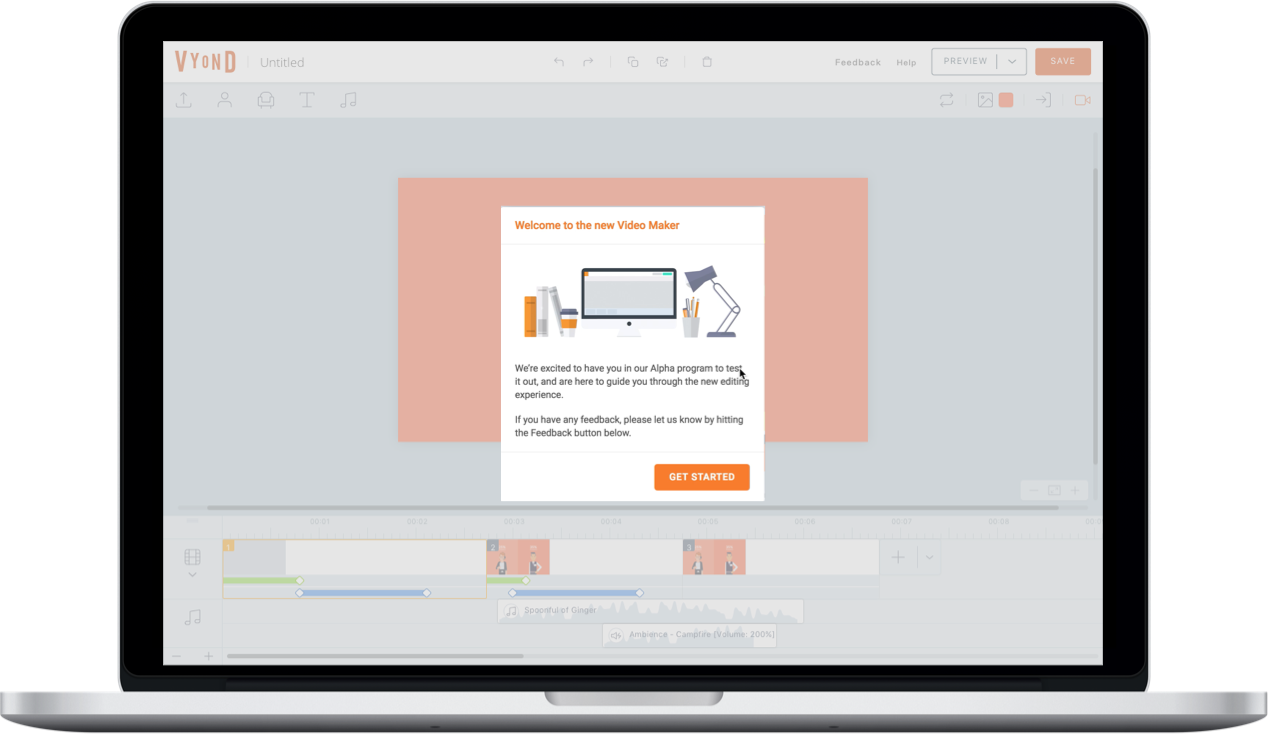 VYOND
Untitled
Feedback
Help
PREVIEW
SAVE
Welcome to the new Video Maker
We're excited to have you in our Alpha program to test
it out, and are here to guide you through the new editing
experience.
If you have any feedback, please let us know by hitting
the Feedback button below.
GET STARTED
00:01
00:02
00:03
00:04
00:05
00:06
00:07
00:08
1
2
3
Spoonful of Ginger
Ambience - Campfire (Volume: 200%)